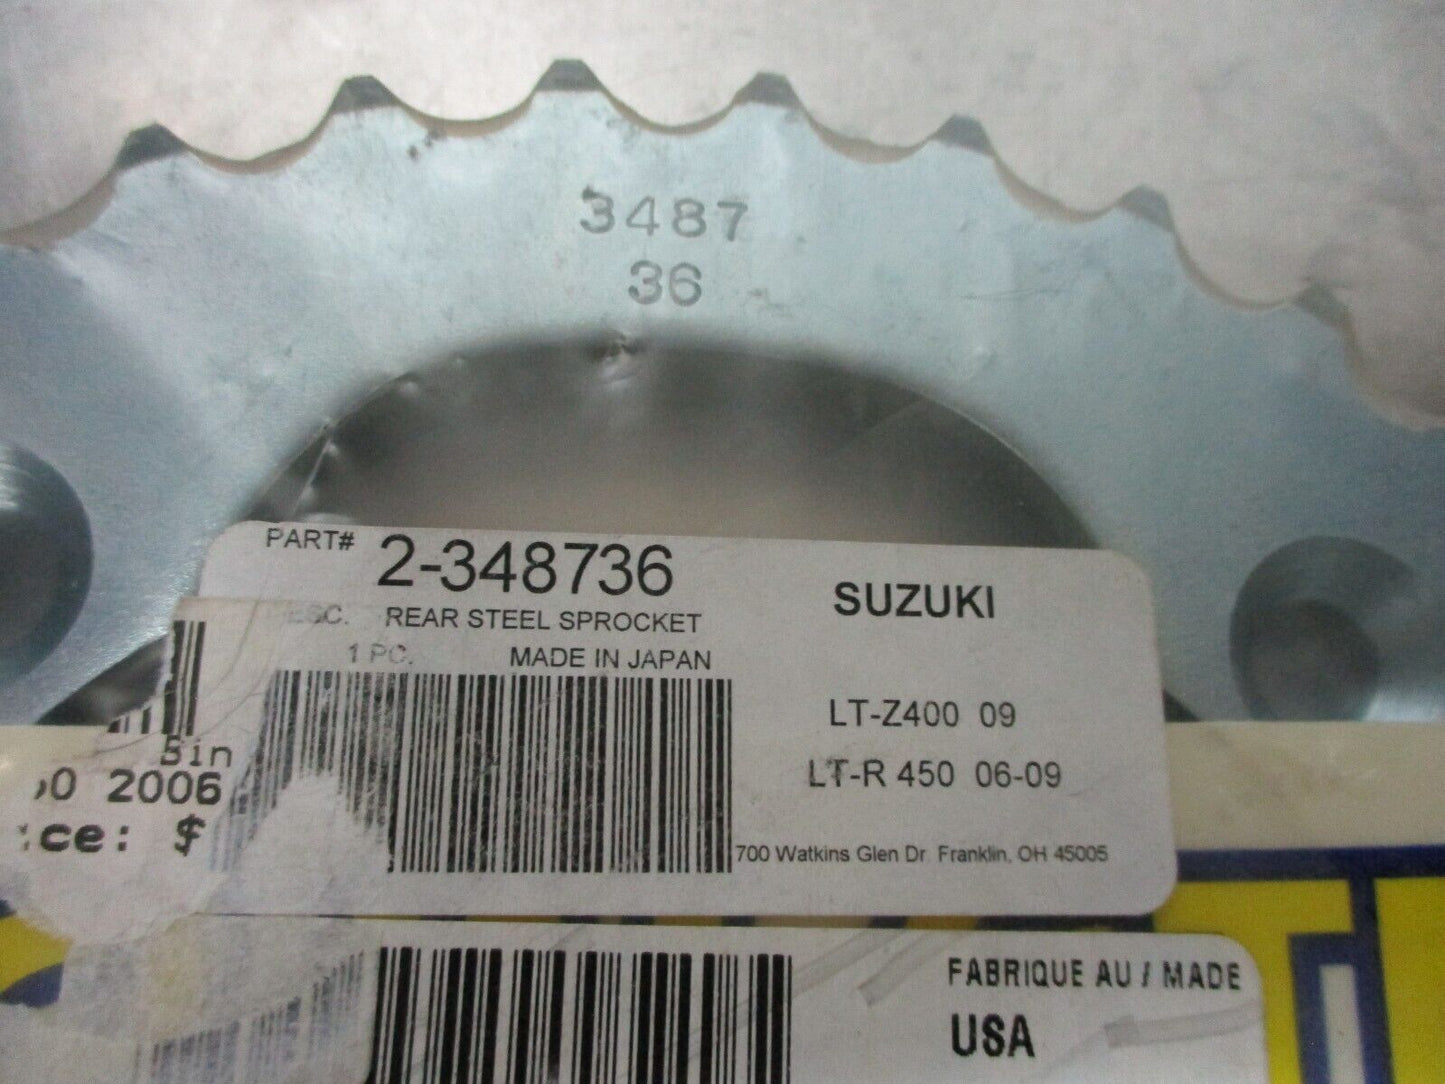 3487
36
PART# 2-348736
REAR STEEL SPROCKET
1 PC. MADE IN JAPAN
SUZUKI
LT-Z400 09
LT-R 450 06-09
700 Watkins Glen Dr. Franklin, OH 45005
Bin
2006
$
FABRIQUE AU / MADE
USA